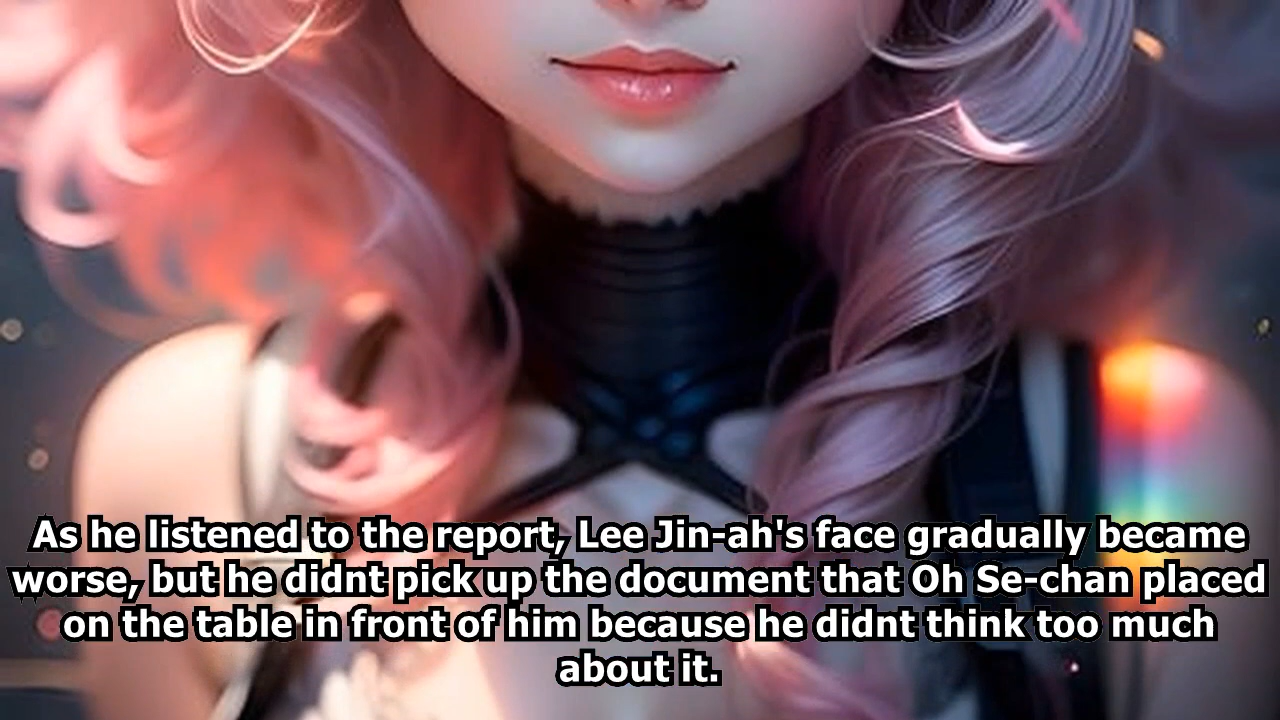 As he listened to the report, Lee Jin-ah's face gradually became
worse, but he didnt pick up the document that Oh Se-chan placed
on the table in front of him because he didnt think too much
about it.